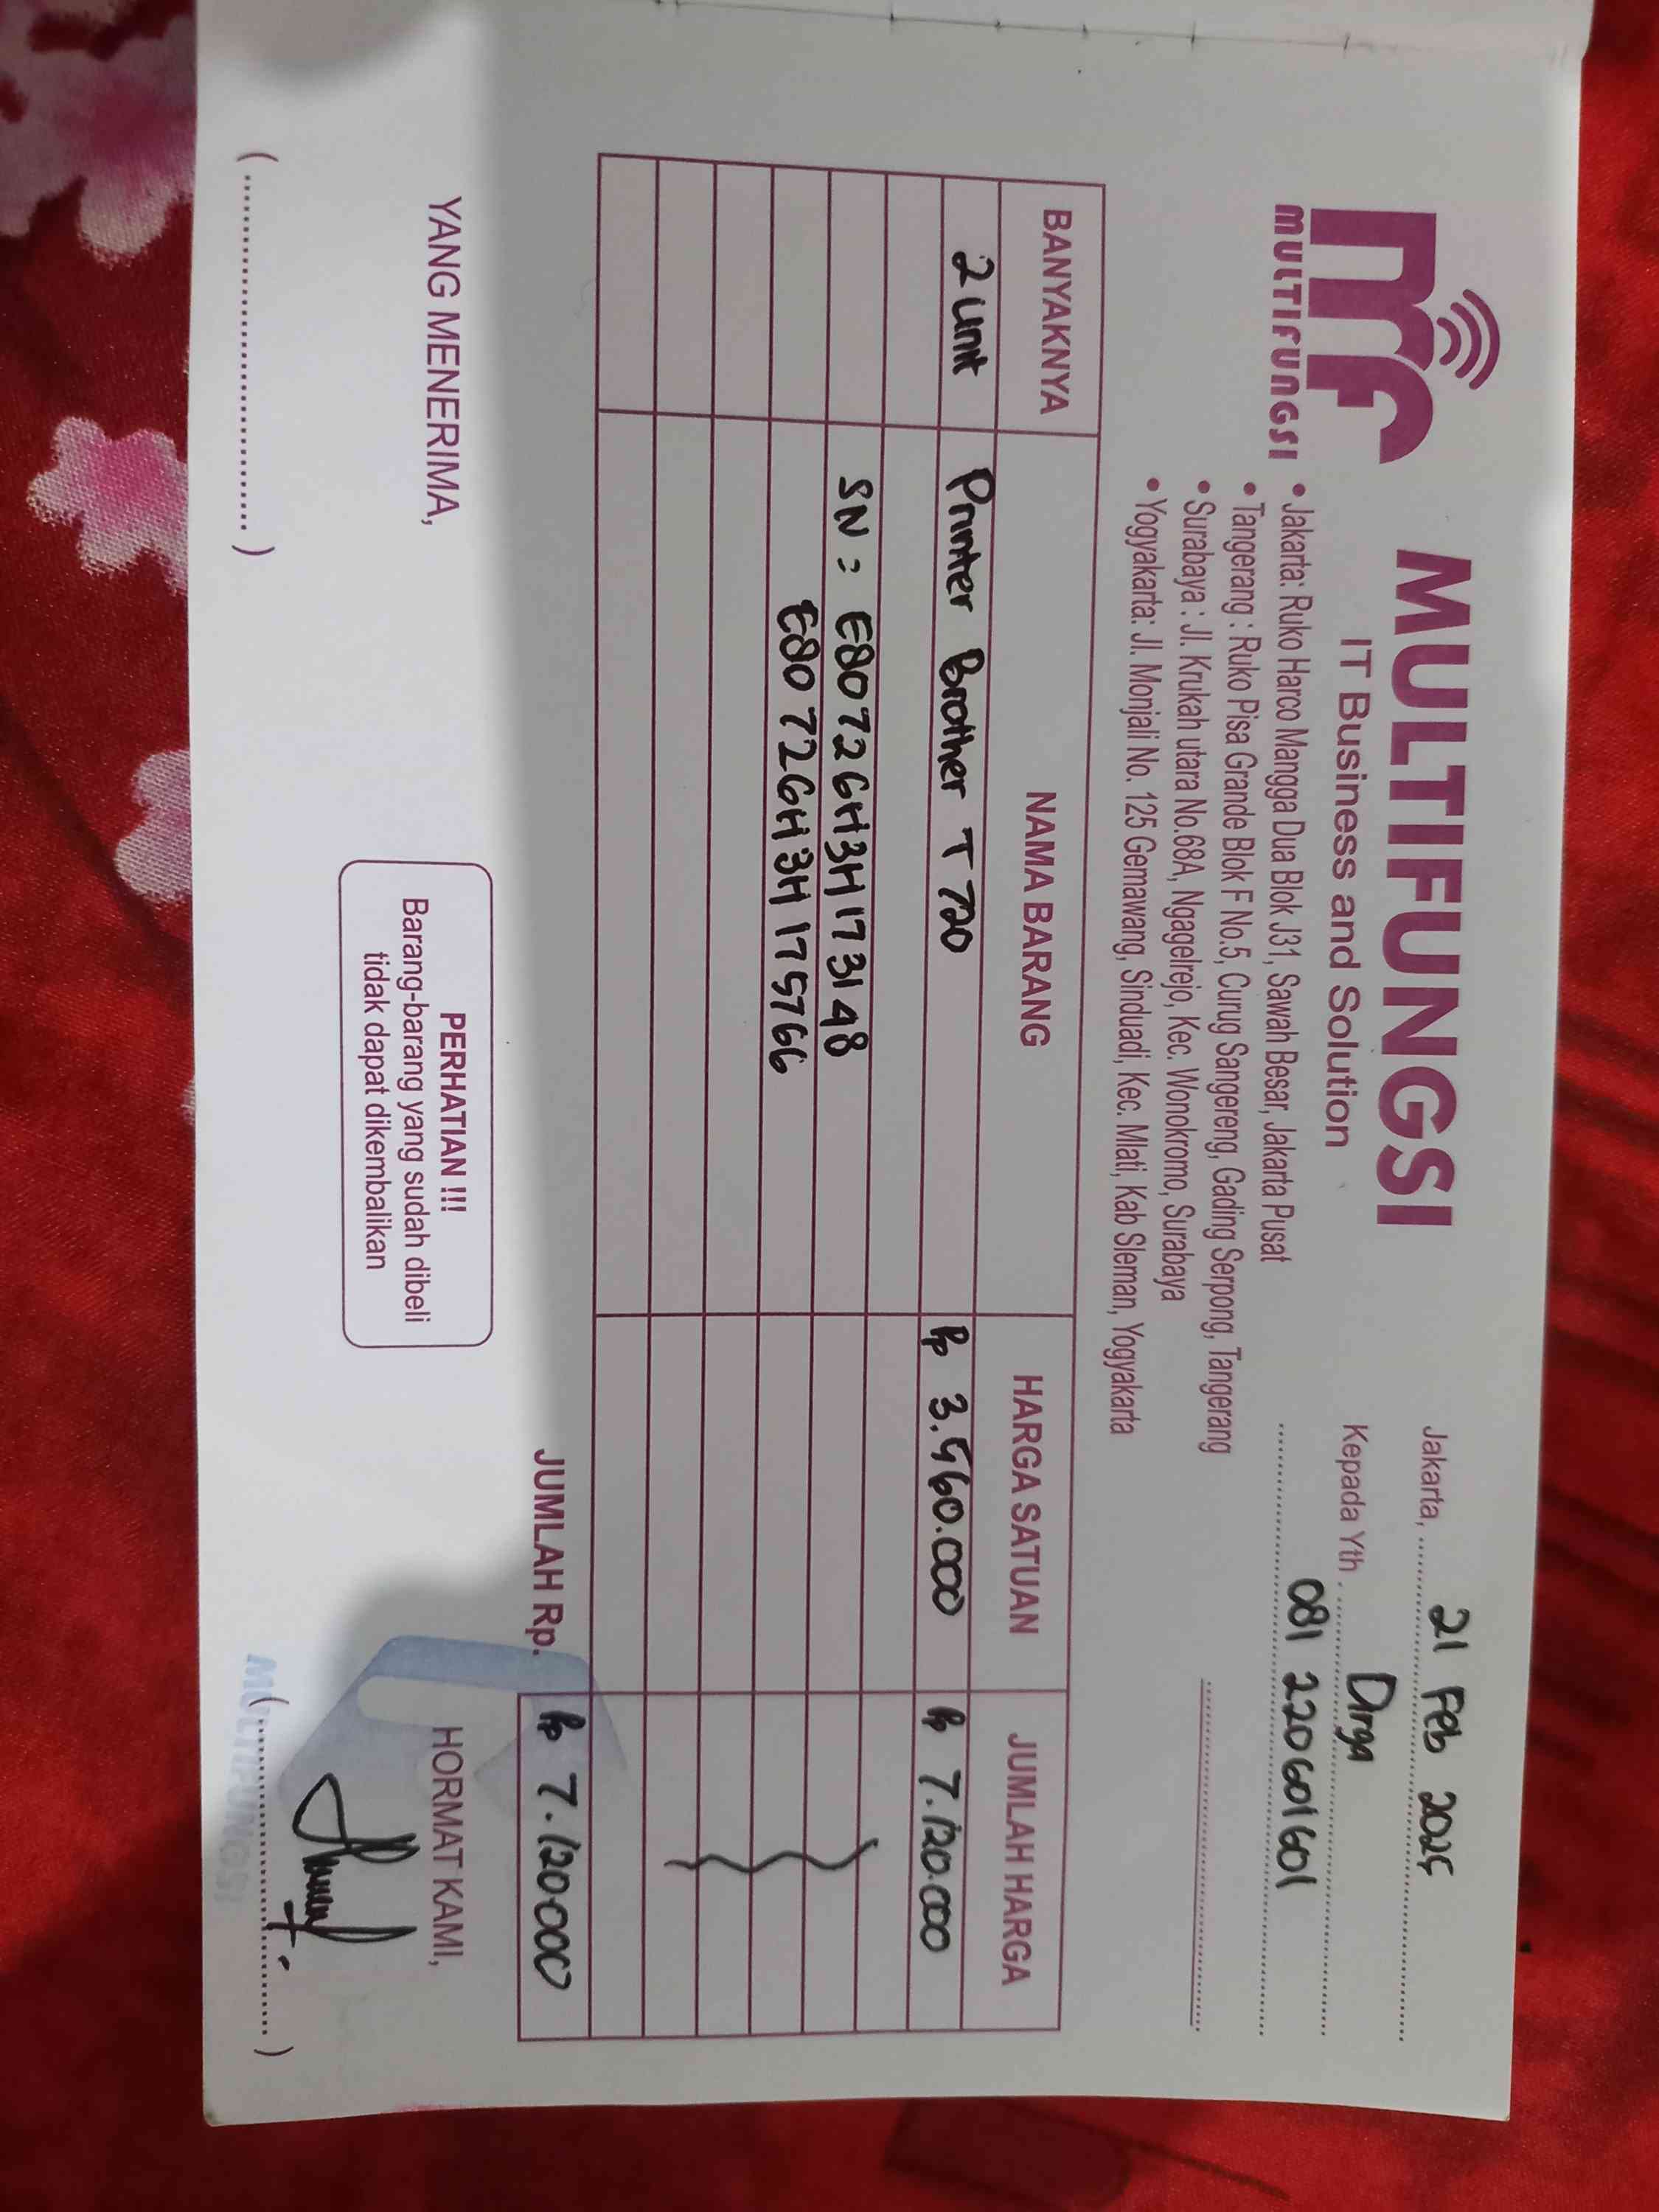 MULTIFUNGSI
MULTIFUNGSI
IT Business and Solution
• Jakarta: Ruko Harco Mangga Dua Blok J31, Sawah Besar, Jakarta Pusat
• Tangerang : Ruko Pisa Grande Blok F No.5, Curug Sangereng, Gading Serpong, Tangerang
• Surabaya : Jl. Krukah utara No.68A, Ngagelrejo, Kec. Wonokromo, Surabaya
• Yogyakarta: Jl. Monjali No. 125 Gemawang, Sinduadi, Kec. Mlati, Kab Sleman, Yogyakarta
Jakarta, 21 Feb 2025
Kepada Yth. Dirga
081 220601601
BANYAKNYA NAMA BARANG HARGA SATUAN JUMLAH HARGA
2 unit Printer Brother T720 Rp 3.560.000 Rp 7.120.000
SN : E80726H3H173148
E80726H3H175766
JUMLAH Rp. Rp 7.120.000
YANG MENERIMA,
PERHATIAN !!!
Barang-barang yang sudah dibeli
tidak dapat dikembalikan
HORMAT KAMI,
MULTIFUNGSI